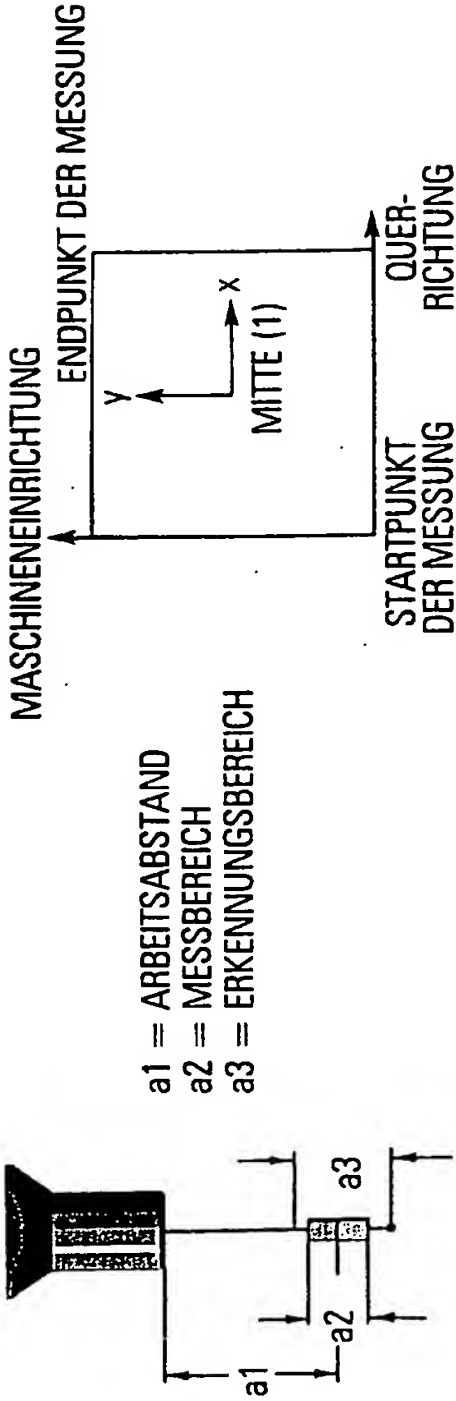 a1
a2
a3
a1 = ARBEITSABSTAND
a2 = MESSBEREICH
a3 = ERKENNUNGSBEREICH
MASCHINENEINRICHTUNG
ENDPUNKT DER MESSUNG
y
x
MITTE (1)
STARTPUNKT
DER MESSUNG
QUER-
RICHTUNG